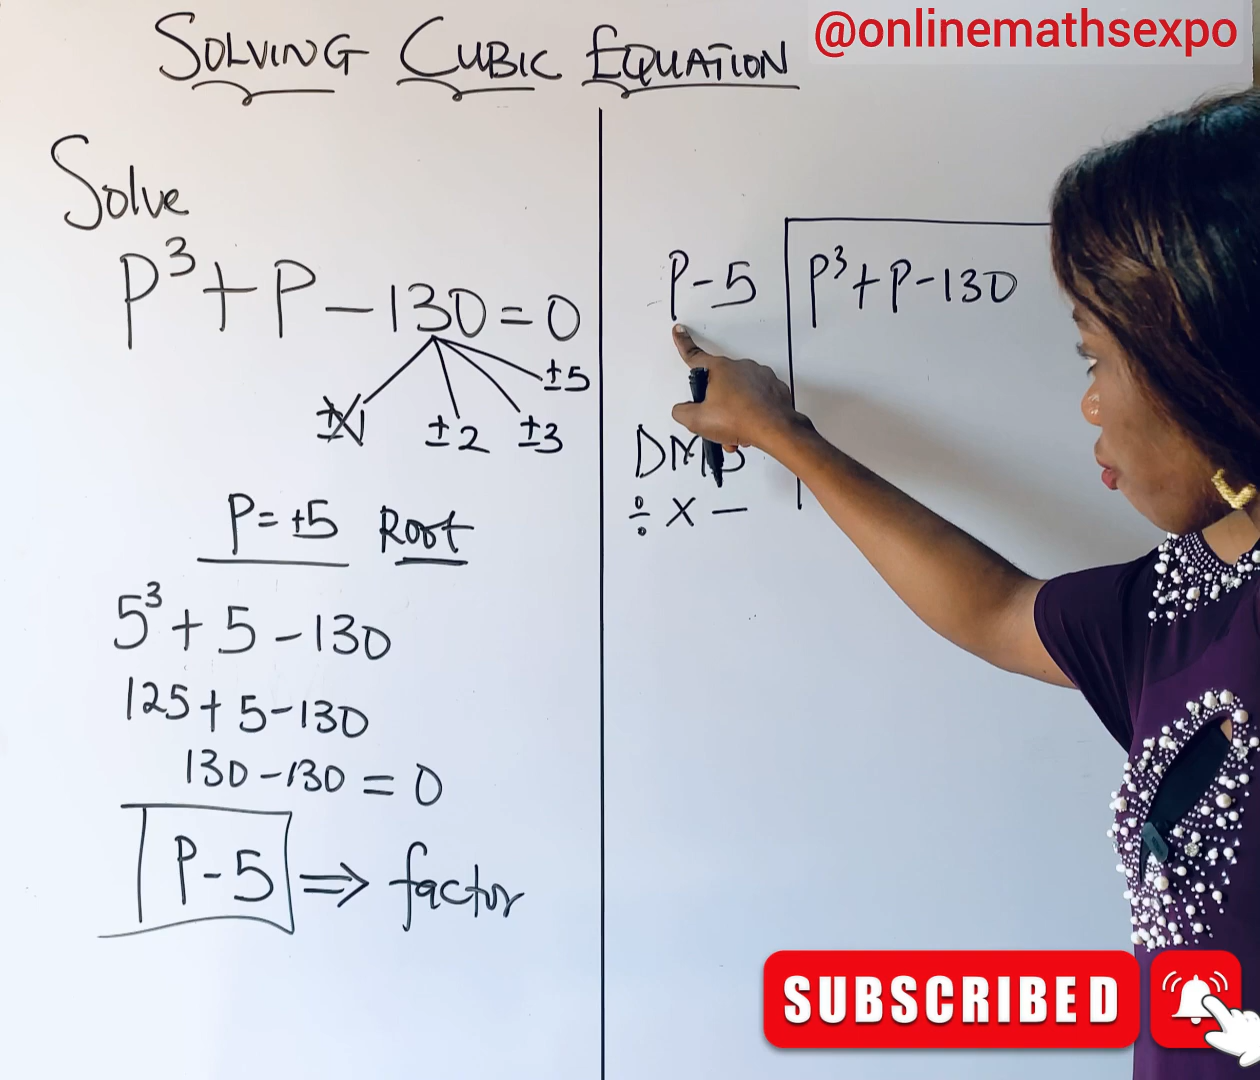 @onlinemathsexpo
SOLVING CUBIC EQUATION
Solve
P³ + P - 130 = 0
±1 ±2 ±3 ±5
P = +5 Root
5³ + 5 - 130
125 + 5 - 130
130 - 130 = 0
P - 5 ⇒ factor
P - 5 P³ + P - 130
DMS
÷ × −
SUBSCRIBED